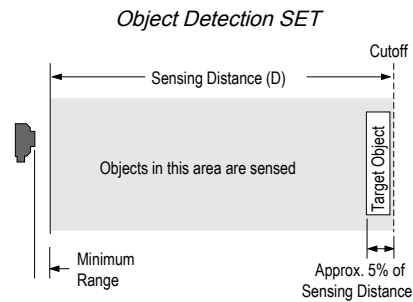 Object Detection SET
Cutoff
Sensing Distance (D)
Objects in this area are sensed
Target Object
Minimum
Range
Approx. 5% of
Sensing Distance